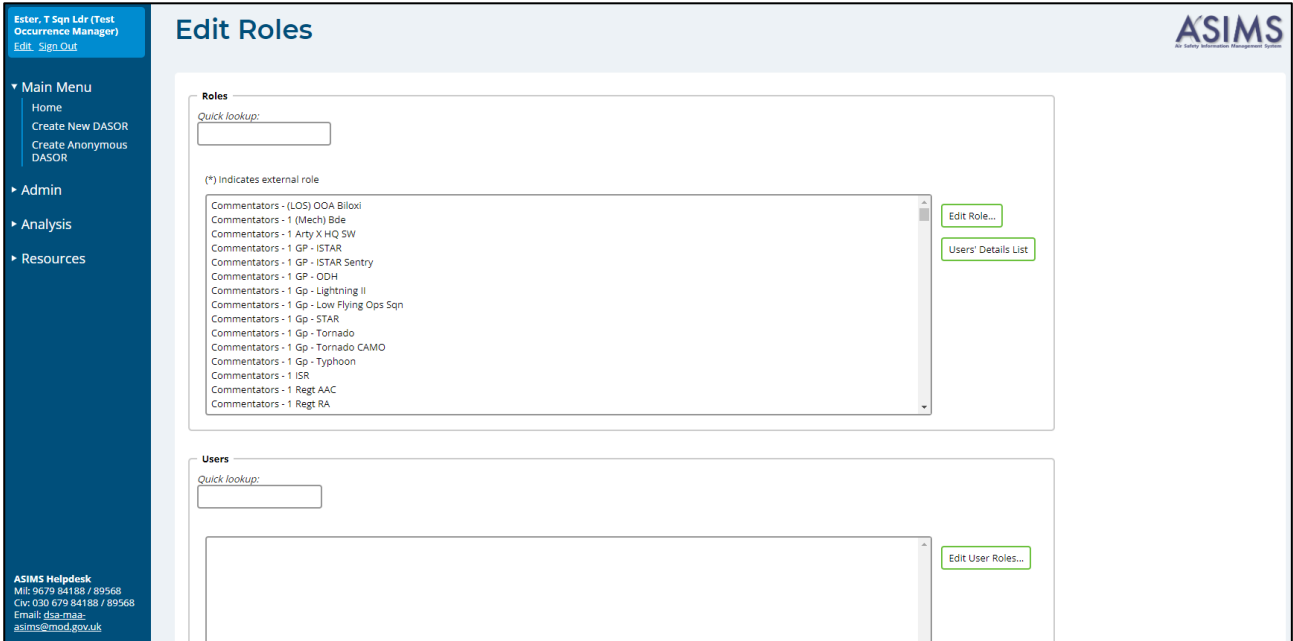 Ester, T Sqn Ldr (Test
Occurrence Manager)
Edit Sign Out
Edit Roles
ASIMS
Air Safety Information Management System
Main Menu
Home
Create New DASOR
Create Anonymous
DASOR
Admin
Analysis
Resources
Roles
Quick lookup:
(*) Indicates external role
Commentators - (LOS) OOA Biloxi
Commentators - 1 (Mech) Bde
Commentators - 1 Arty X HQ SW
Commentators - 1 GP - ISTAR
Commentators - 1 GP - ISTAR Sentry
Commentators - 1 GP - ODH
Commentators - 1 Gp - Lightning II
Commentators - 1 Gp - Low Flying Ops Sqn
Commentators - 1 Gp - STAR
Commentators - 1 Gp - Tornado
Commentators - 1 Gp - Tornado CAMO
Commentators - 1 Gp - Typhoon
Commentators - 1 ISR
Commentators - 1 Regt AAC
Commentators - 1 Regt RA
Edit Role...
Users' Details List
Users
Quick lookup:
Edit User Roles...
ASIMS Helpdesk
Mil: 9679 84188 / 89568
Civ: 030 679 84188 / 89568
Email: dsa-maa-
asims@mod.gov.uk